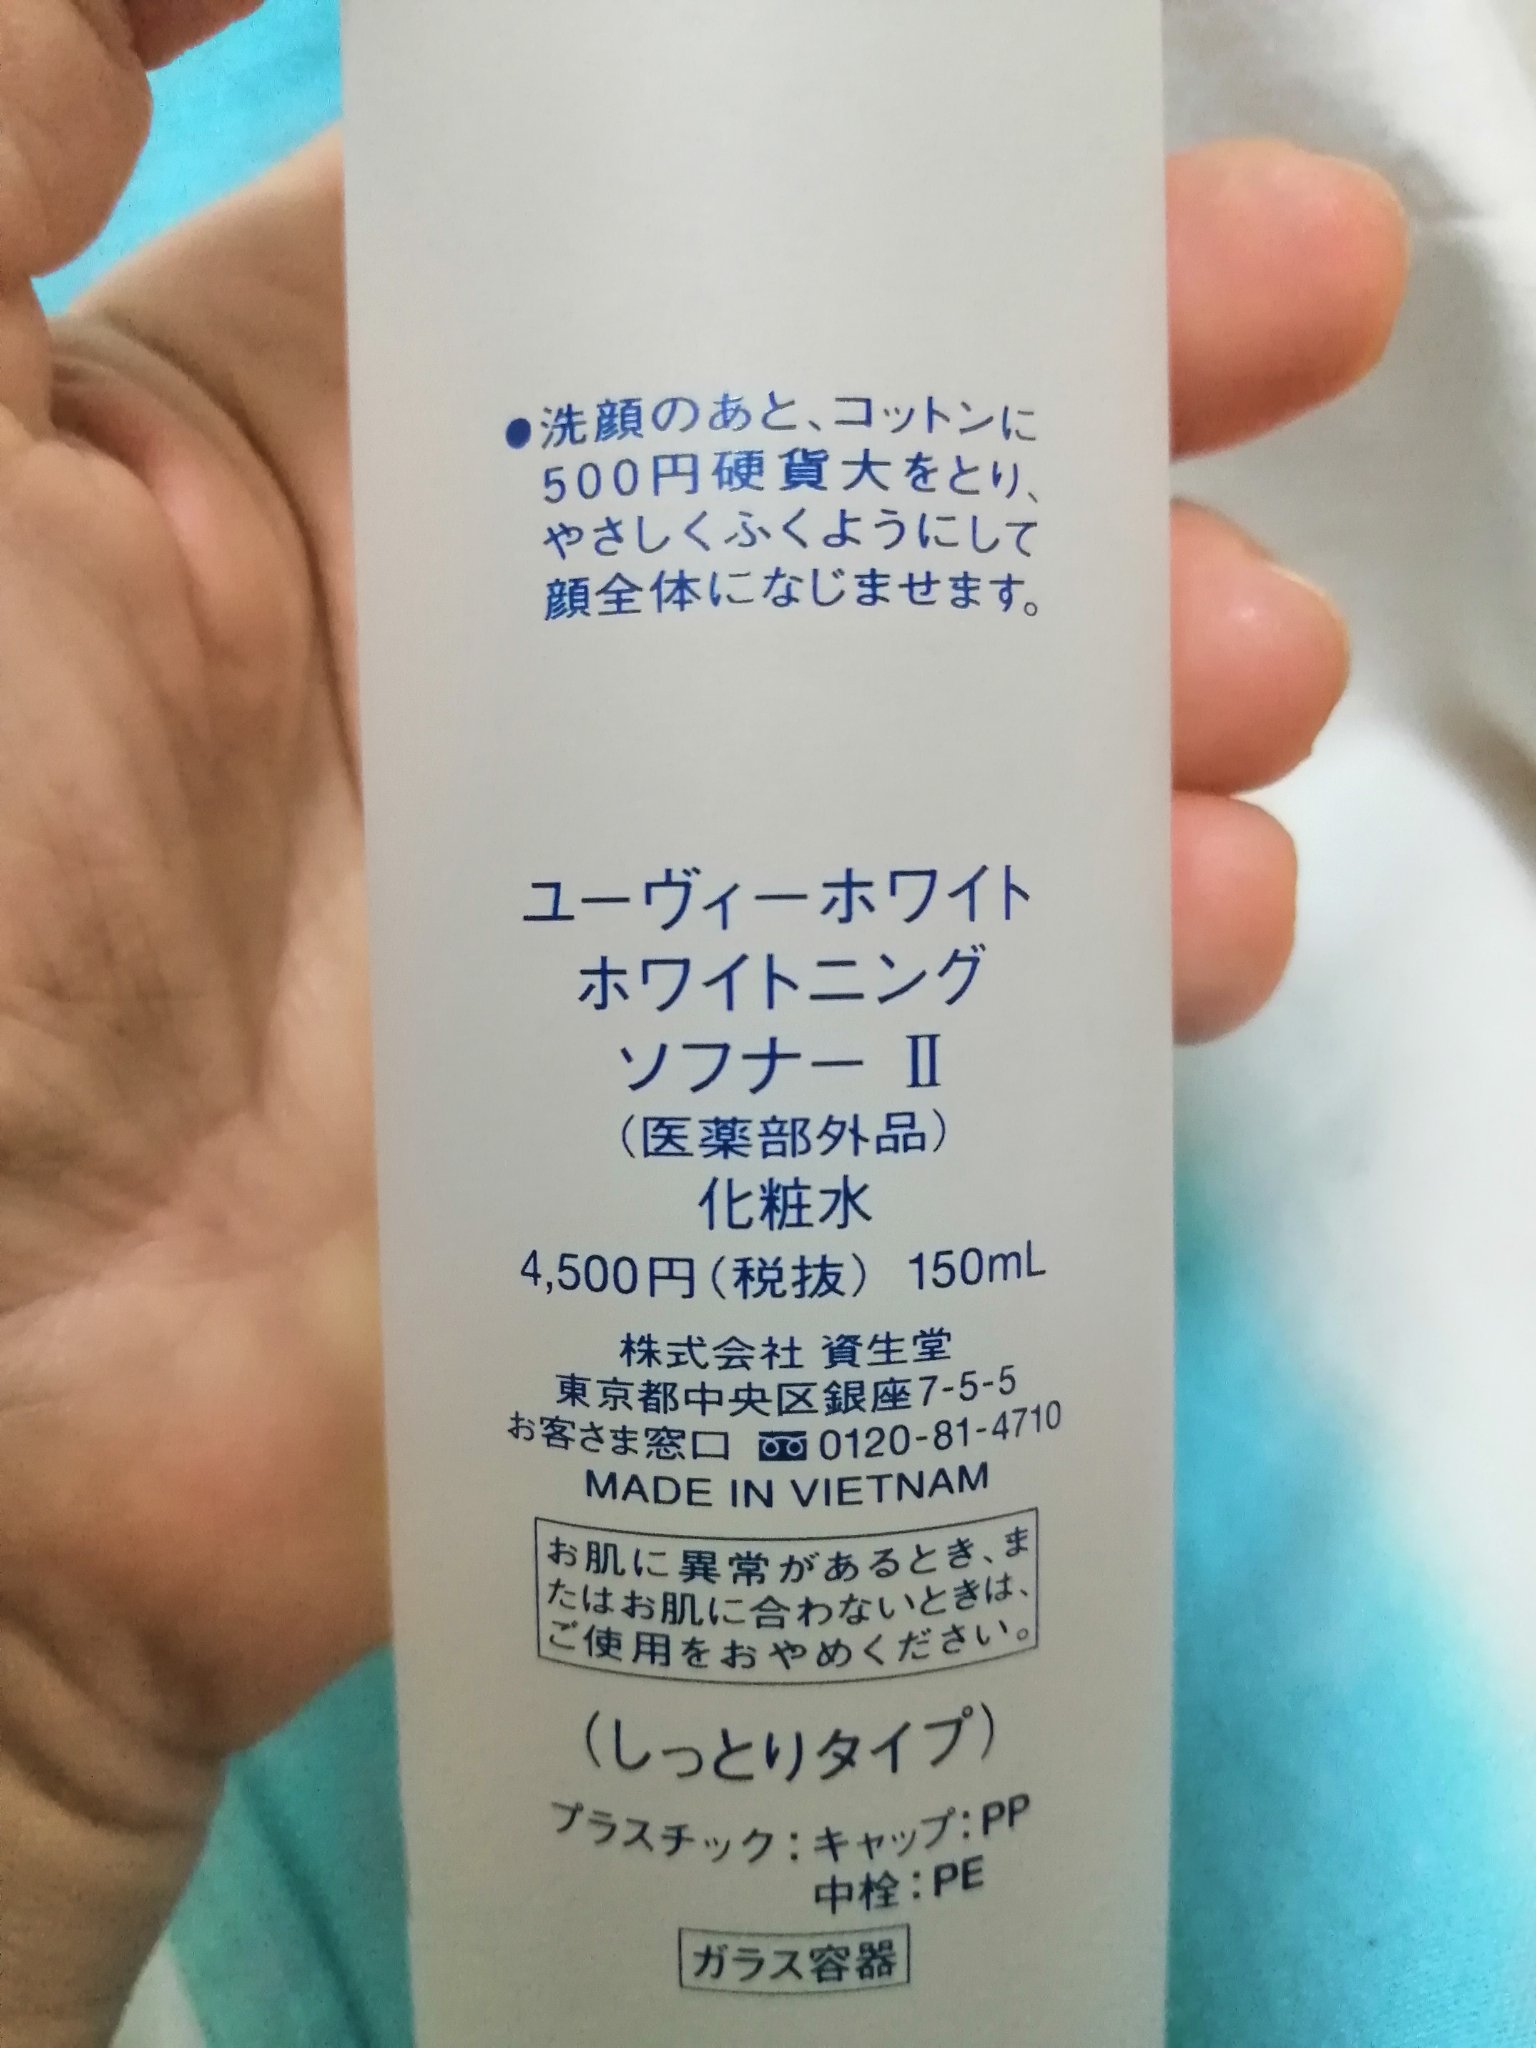 ●洗顔のあと、コットンに
500円硬貨大をとり、
やさしくふくようにして
顔全体になじませます。
ユーヴィーホワイト
ホワイトニング
ソフナー Ⅱ
（医薬部外品）
化粧水
4,500円（税抜） 150mL
株式会社 資生堂
東京都中央区銀座7-5-5
お客さま窓口 0120-81-4710
MADE IN VIETNAM
お肌に異常があるとき、ま
たはお肌に合わないときは、
ご使用をおやめください。
（しっとりタイプ）
プラスチック：キャップ：PP
中栓：PE
ガラス容器